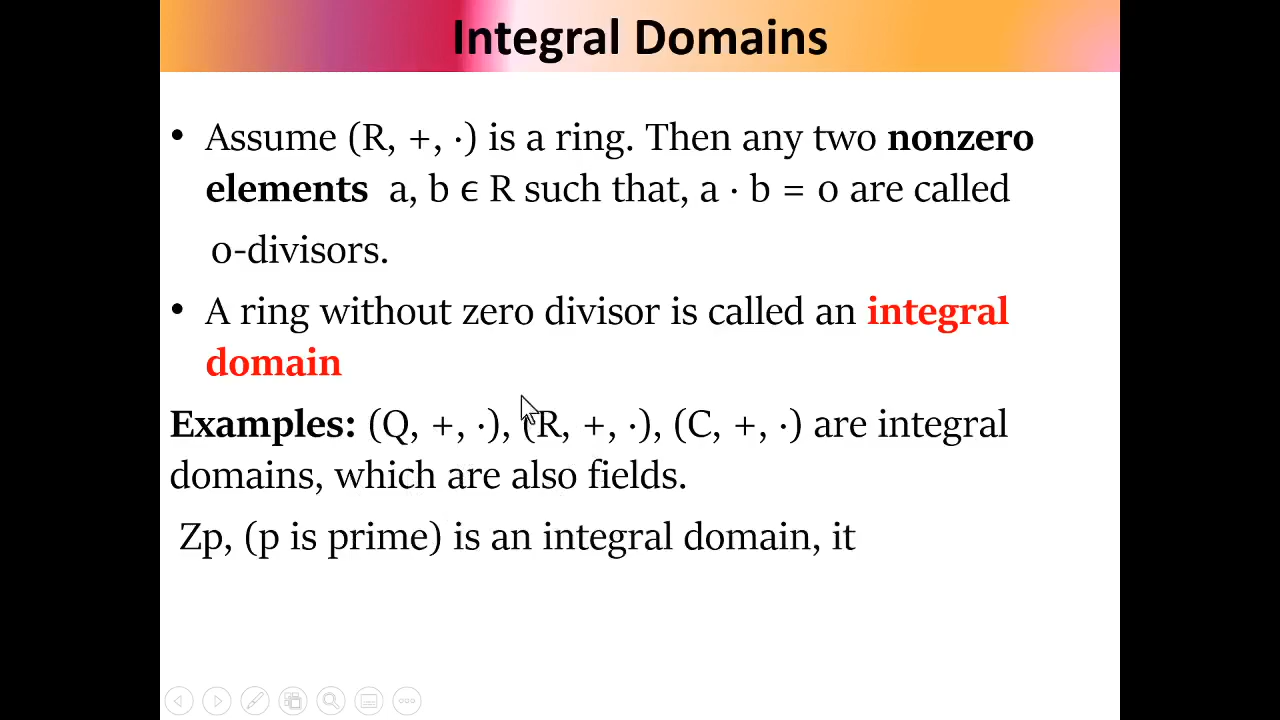 Integral Domains
• Assume (R, +, ·) is a ring. Then any two nonzero
elements a, b ϵ R such that, a · b = 0 are called
0-divisors.
• A ring without zero divisor is called an integral
domain
Examples: (Q, +, ·), (R, +, ·), (C, +, ·) are integral
domains, which are also fields.
Zp, (p is prime) is an integral domain, it